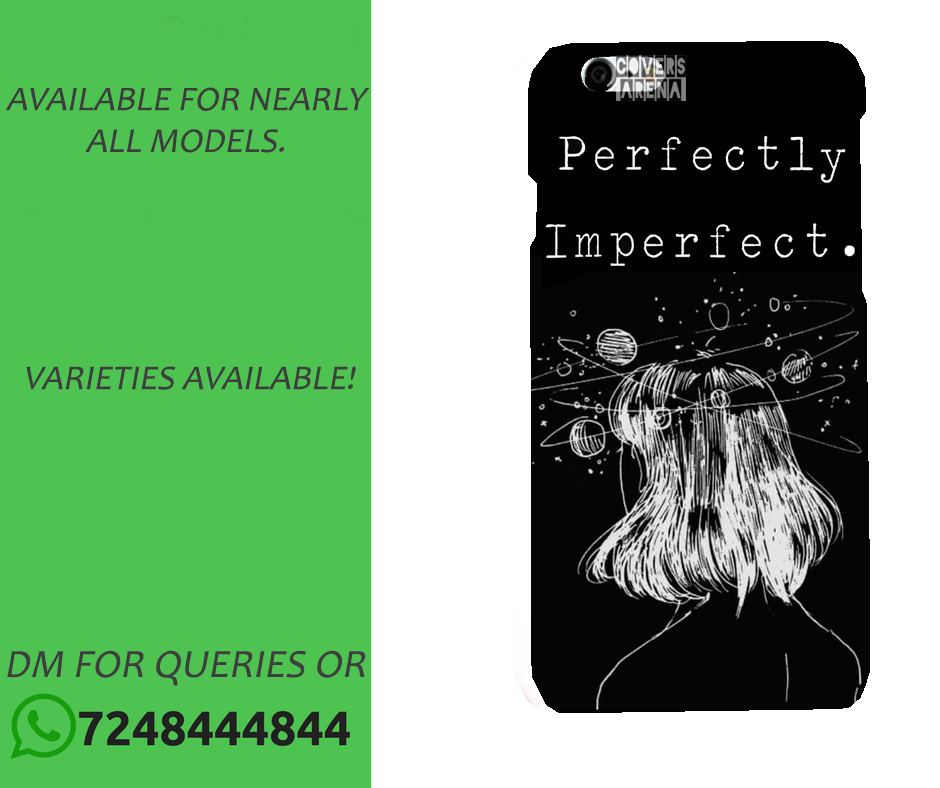 AVAILABLE FOR NEARLY
ALL MODELS.
VARIETIES AVAILABLE!
DM FOR QUERIES OR
7248444844
COVERS
ARENA
Perfectly
Imperfect.